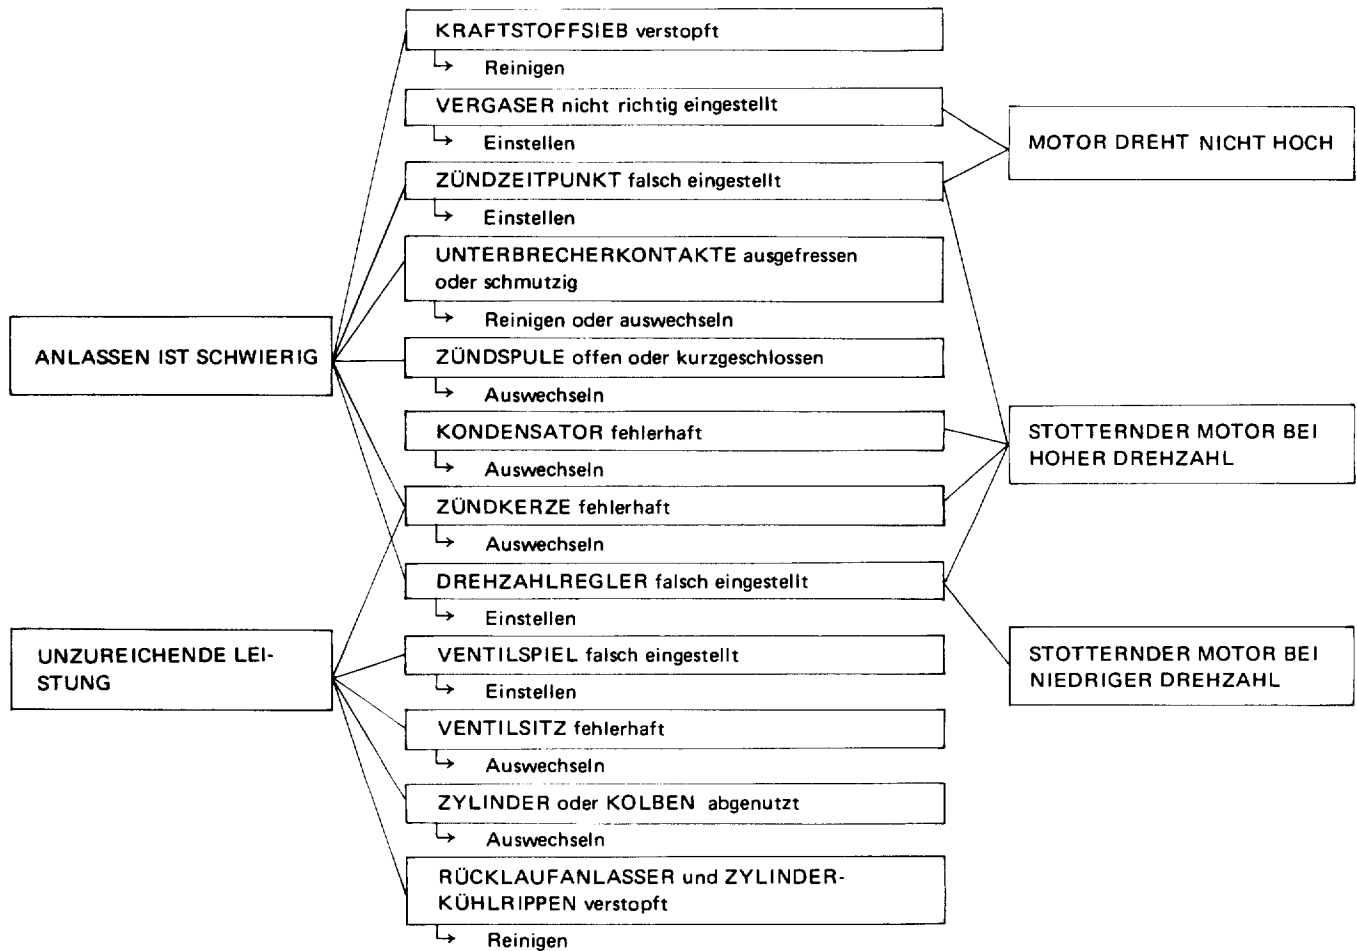 KRAFTSTOFFSIEB verstopft
Reinigen
VERGASER nicht richtig eingestellt
Einstellen
ZÜNDZEITPUNKT falsch eingestellt
Einstellen
UNTERBRECHERKONTAKTE ausgefressen
oder schmutzig
Reinigen oder auswechseln
ZÜNDSPULE offen oder kurzgeschlossen
Auswechseln
KONDENSATOR fehlerhaft
Auswechseln
ZÜNDKERZE fehlerhaft
Auswechseln
DREHZAHLREGLER falsch eingestellt
Einstellen
VENTILSPIEL falsch eingestellt
Einstellen
VENTILSITZ fehlerhaft
Auswechseln
ZYLINDER oder KOLBEN abgenutzt
Auswechseln
RÜCKLAUFANLASSER und ZYLINDER-
KÜHLRIPPEN verstopft
Reinigen
ANLASSEN IST SCHWIERIG
UNZUREICHENDE LEI-
STUNG
MOTOR DREHT NICHT HOCH
STOTTERNDER MOTOR BEI
HOHER DREHZAHL
STOTTERNDER MOTOR BEI
NIEDRIGER DREHZAHL